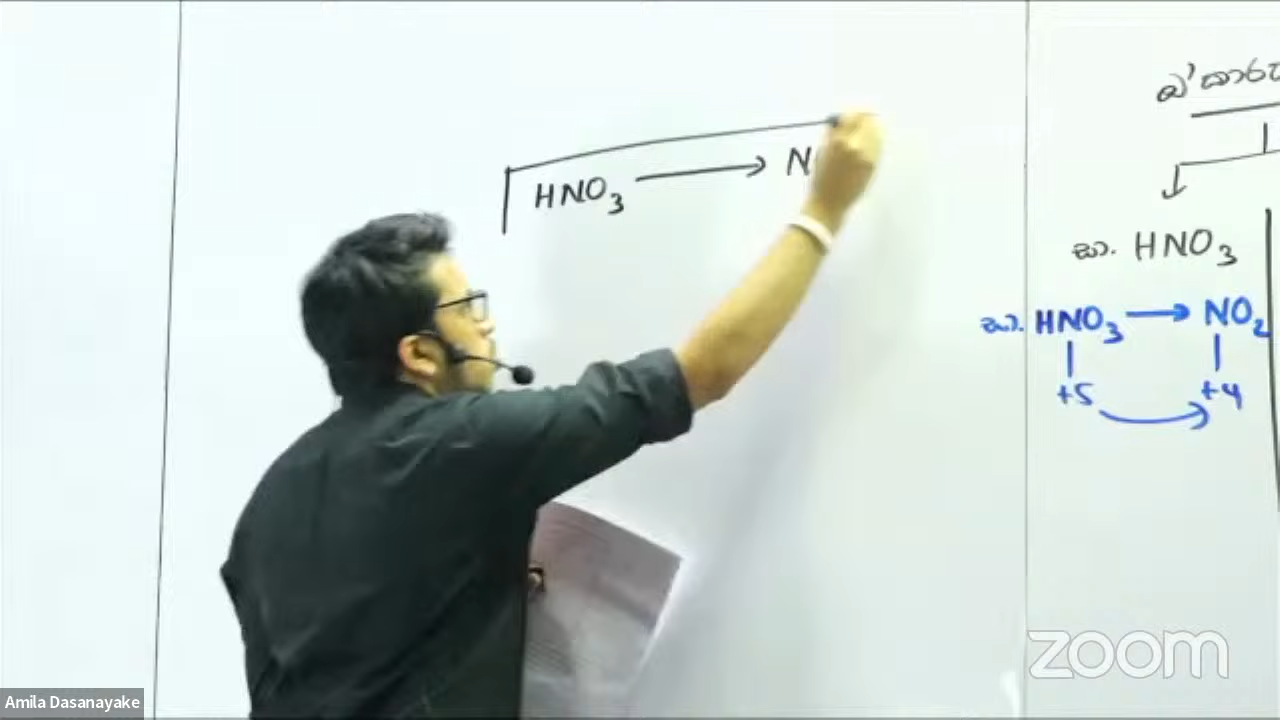 HNO₃ ⟶ N
සා. HNO₃
සා. HNO₃ ⟶ NO₂
+5 +4
zoom
Amila Dasanayake